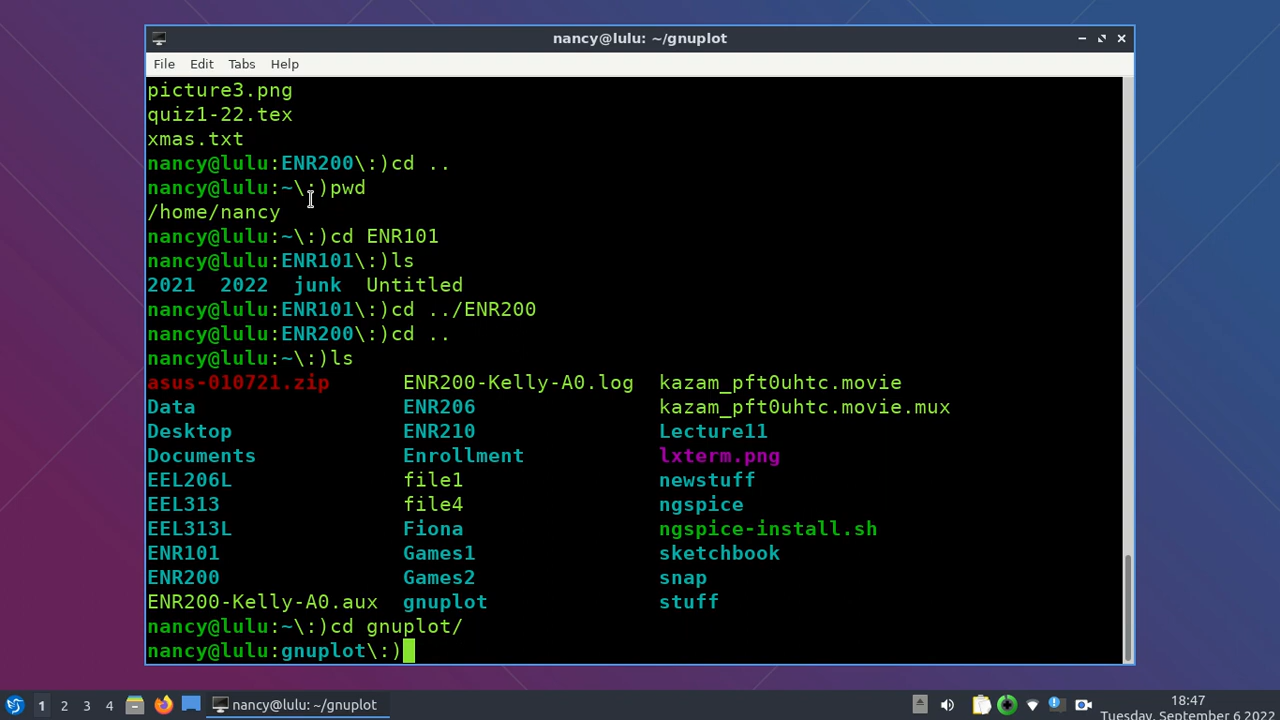 nancy@lulu: ~/gnuplot
File Edit Tabs Help
picture3.png
quiz1-22.tex
xmas.txt
nancy@lulu:ENR200\:)cd ..
nancy@lulu:~\:)pwd
/home/nancy
nancy@lulu:~\:)cd ENR101
nancy@lulu:ENR101\:)ls
2021 2022 junk Untitled
nancy@lulu:ENR101\:)cd ../ENR200
nancy@lulu:ENR200\:)cd ..
nancy@lulu:~\:)ls
asus-010721.zip ENR200-Kelly-A0.log kazam_pft0uhtc.movie
Data ENR206 kazam_pft0uhtc.movie.mux
Desktop ENR210 Lecture11
Documents Enrollment lxterm.png
EEL206L file1 newstuff
EEL313 file4 ngspice
EEL313L Fiona ngspice-install.sh
ENR101 Games1 sketchbook
ENR200 Games2 snap
ENR200-Kelly-A0.aux gnuplot stuff
nancy@lulu:~\:)cd gnuplot/
nancy@lulu:gnuplot\:)
1 2 3 4 nancy@lulu: ~/gnuplot 18:47
Tuesday, September 6 2022